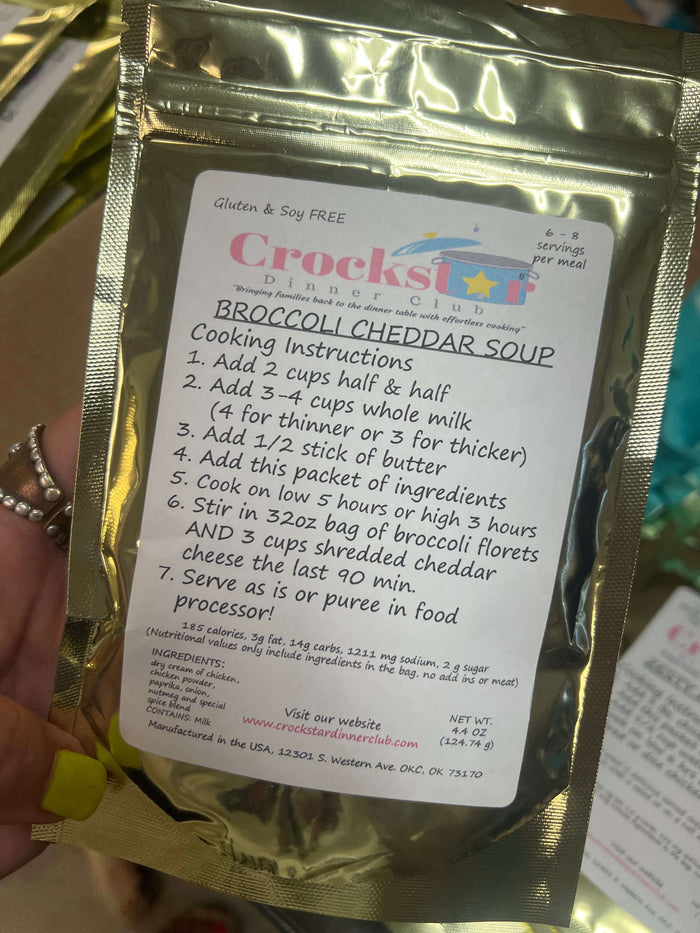 Gluten & Soy FREE
6 - 8
servings
per meal
Crockstar
Dinner Club
"Bringing families back to the dinner table with effortless cooking"
BROCCOLI CHEDDAR SOUP
Cooking Instructions
1. Add 2 cups half & half
2. Add 3-4 cups whole milk
(4 for thinner or 3 for thicker)
3. Add 1/2 stick of butter
4. Add this packet of ingredients
5. Cook on low 5 hours or high 3 hours
6. Stir in 32oz bag of broccoli florets
AND 3 cups shredded cheddar
cheese the last 90 min.
7. Serve as is or puree in food
processor!
185 calories, 3g fat, 14g carbs, 1211 mg sodium, 2 g sugar
(Nutritional values only include ingredients in the bag, no add ins or meat)
INGREDIENTS:
dry cream of chicken,
chicken powder,
paprika, onion,
nutmeg and special
spice blend
CONTAINS: Milk
Visit our website
www.crockstardinnerclub.com
NET WT.
4.4 OZ
(124.74 g)
Manufactured in the USA, 12301 S. Western Ave. OKC, OK 73170